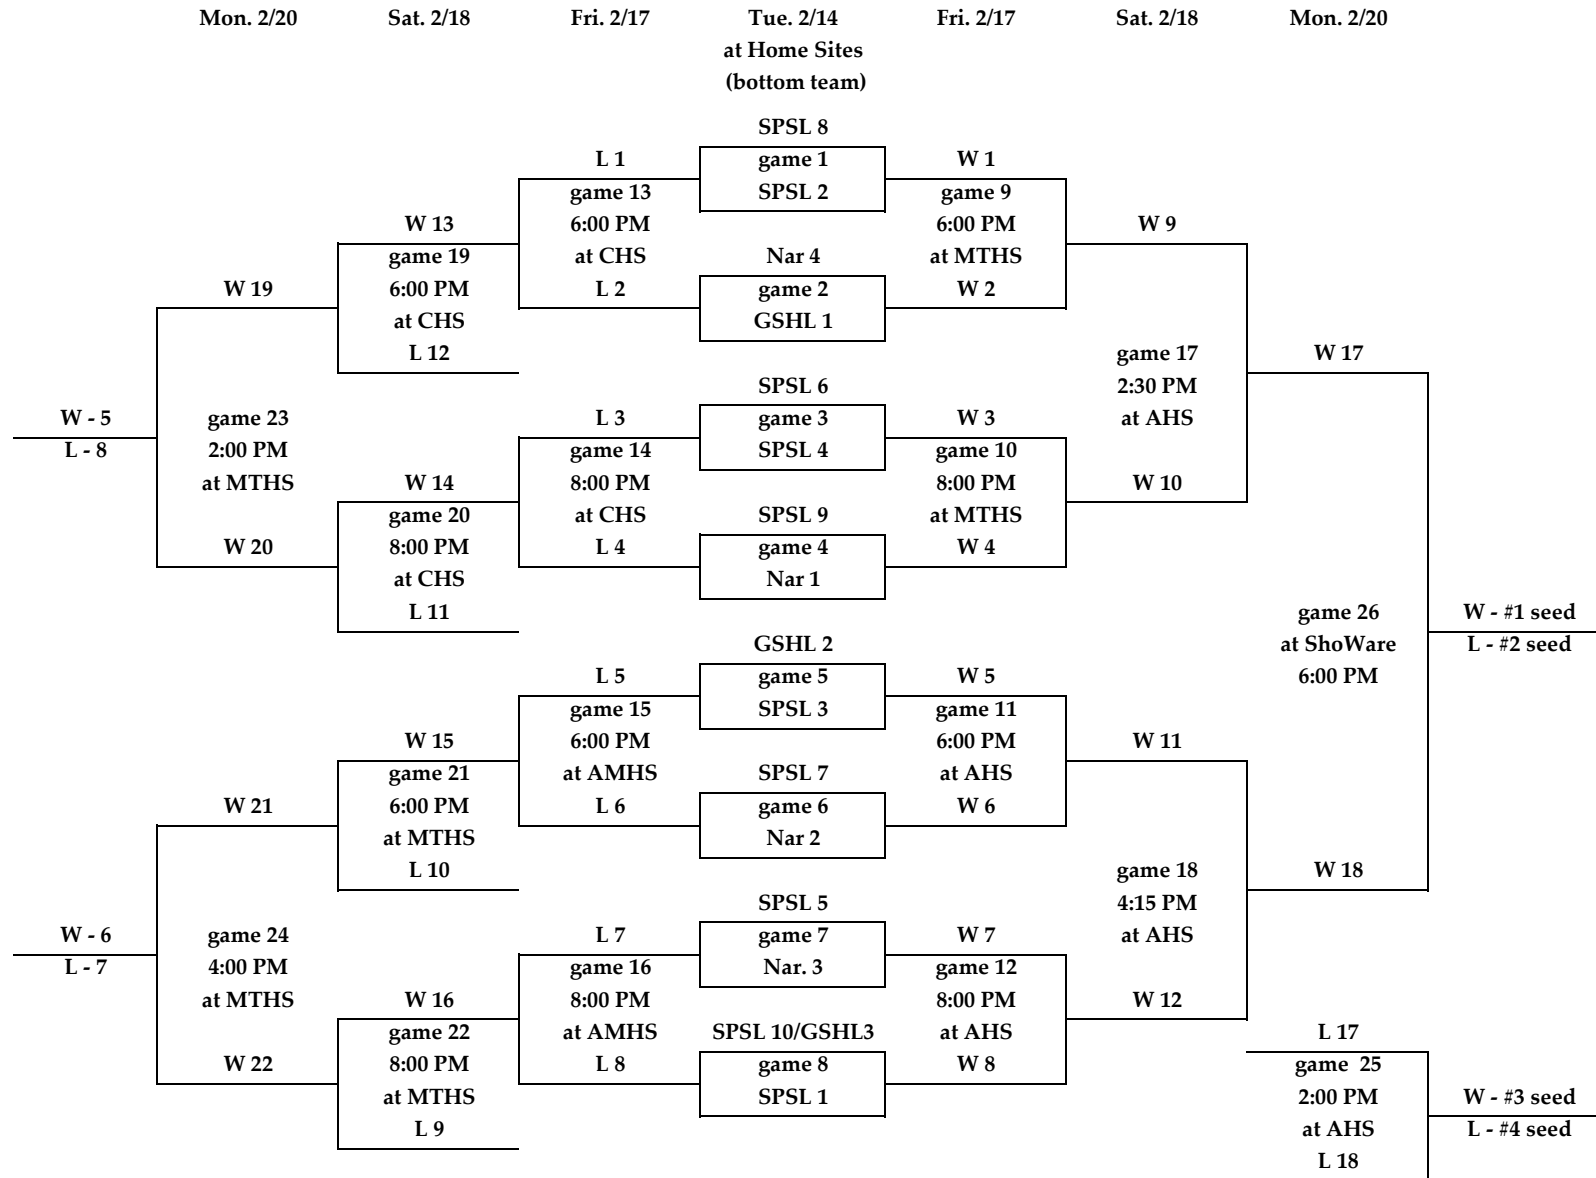 Mon. 2/20 Sat. 2/18 Fri. 2/17 Tue. 2/14 Fri. 2/17 Sat. 2/18 Mon. 2/20
at Home Sites
(bottom team)
SPSL 8
L 1 game 1 W 1
game 13 SPSL 2 game 9
W 13 6:00 PM 6:00 PM W 9
game 19 at CHS Nar 4 at MTHS
W 19 6:00 PM L 2 game 2 W 2
at CHS GSHL 1
L 12 game 17 W 17
SPSL 6 2:30 PM
W - 5 game 23 L 3 game 3 W 3 at AHS
L - 8 2:00 PM game 14 SPSL 4 game 10
at MTHS W 14 8:00 PM 8:00 PM W 10
game 20 at CHS SPSL 9 at MTHS
W 20 8:00 PM L 4 game 4 W 4
at CHS Nar 1
L 11 game 26 W - #1 seed
GSHL 2 at ShoWare L - #2 seed
L 5 game 5 W 5 6:00 PM
game 15 SPSL 3 game 11
W 15 6:00 PM 6:00 PM W 11
game 21 at AMHS SPSL 7 at AHS
W 21 6:00 PM L 6 game 6 W 6
at MTHS Nar 2
L 10 game 18 W 18
SPSL 5 4:15 PM
W - 6 game 24 L 7 game 7 W 7 at AHS
L - 7 4:00 PM game 16 Nar. 3 game 12
at MTHS W 16 8:00 PM 8:00 PM W 12
game 22 at AMHS SPSL 10/GSHL3 at AHS L 17
W 22 8:00 PM L 8 game 8 W 8 game 25
at MTHS SPSL 1 2:00 PM W - #3 seed
L 9 at AHS L - #4 seed
L 18